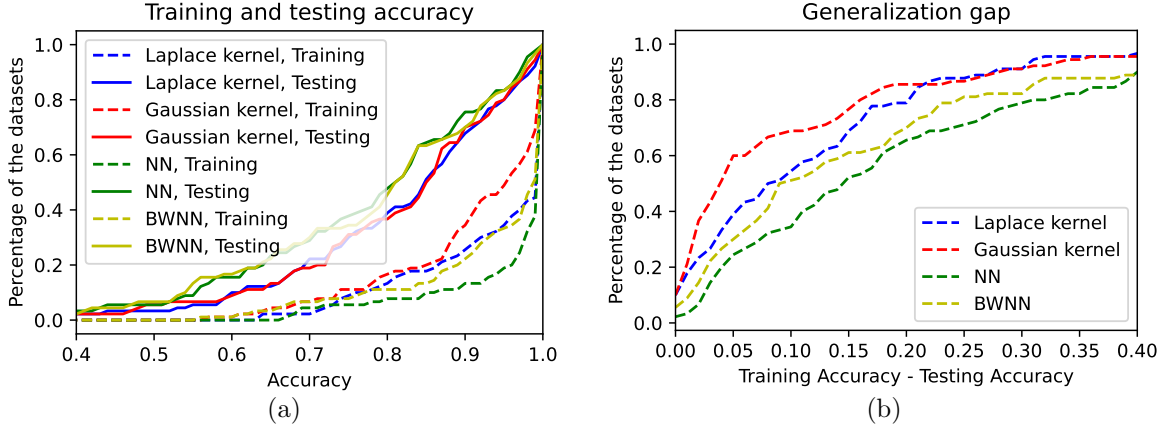 Training and testing accuracy
Percentage of the datasets
1.0
0.8
0.6
0.4
0.2
0.0
Laplace kernel, Training
Laplace kernel, Testing
Gaussian kernel, Training
Gaussian kernel, Testing
NN, Training
NN, Testing
BWNN, Training
BWNN, Testing
0.4 0.5 0.6 0.7 0.8 0.9 1.0
Accuracy
(a)
Generalization gap
Percentage of the datasets
1.0
0.8
0.6
0.4
0.2
0.0
Laplace kernel
Gaussian kernel
NN
BWNN
0.00 0.05 0.10 0.15 0.20 0.25 0.30 0.35 0.40
Training Accuracy - Testing Accuracy
(b)